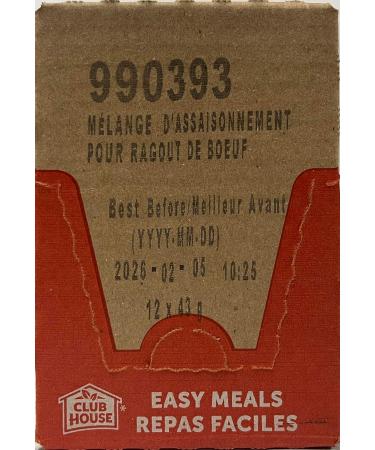 990393
MÉLANGE D'ASSAISONNEMENT
POUR RAGOUT DE BOEUF
Best Before/Meilleur Avant
(YYYY-MM-DD)
2026-02-05 10:25
12 x 43 g
CLUB
HOUSE
*
EASY MEALS
REPAS FACILES